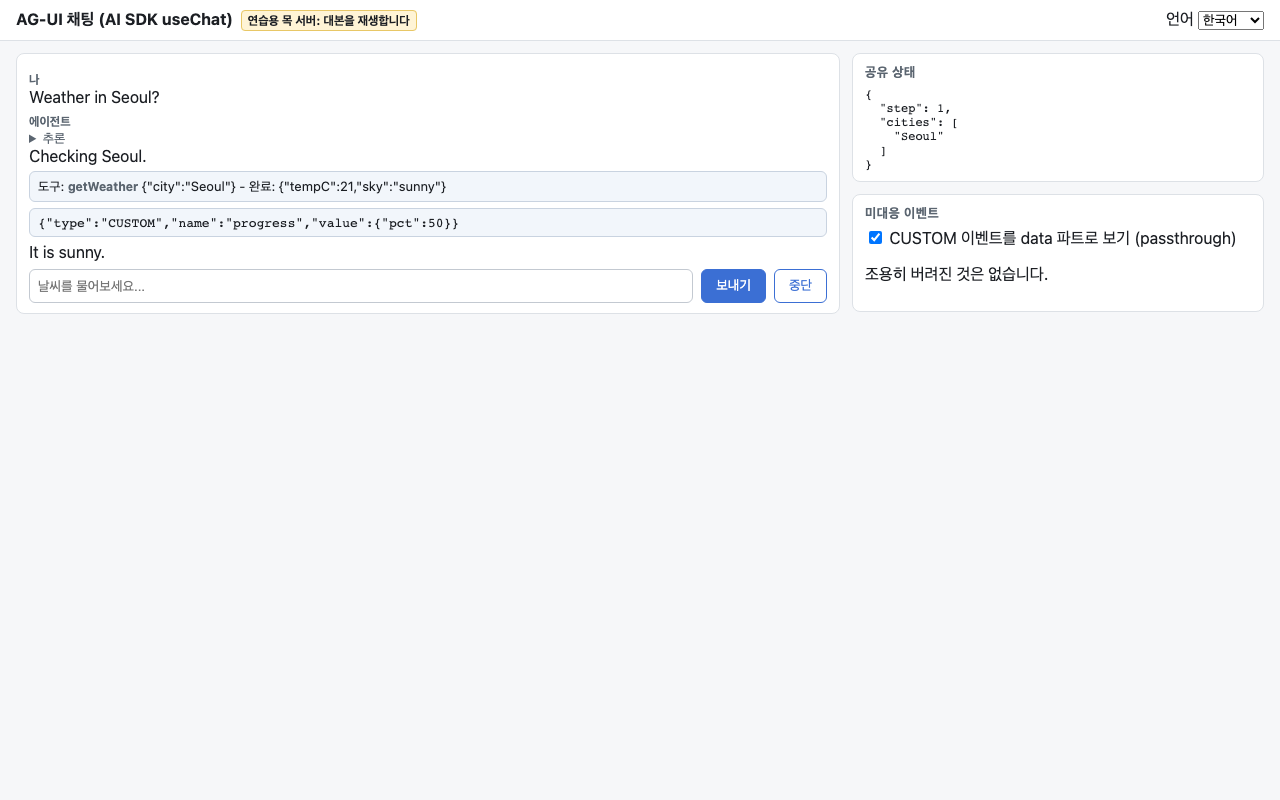 AG-UI 채팅 (AI SDK useChat) 연습용 목 서버: 대본을 재생합니다
언어 한국어
나
Weather in Seoul?
에이전트
▶ 추론
Checking Seoul.
도구: getWeather {"city":"Seoul"} - 완료: {"tempC":21,"sky":"sunny"}
{"type":"CUSTOM","name":"progress","value":{"pct":50}}
It is sunny.
날씨를 물어보세요...
보내기
중단
공유 상태
{
  "step": 1,
  "cities": [
    "Seoul"
  ]
}
미대응 이벤트
CUSTOM 이벤트를 data 파트로 보기 (passthrough)
조용히 버려진 것은 없습니다.